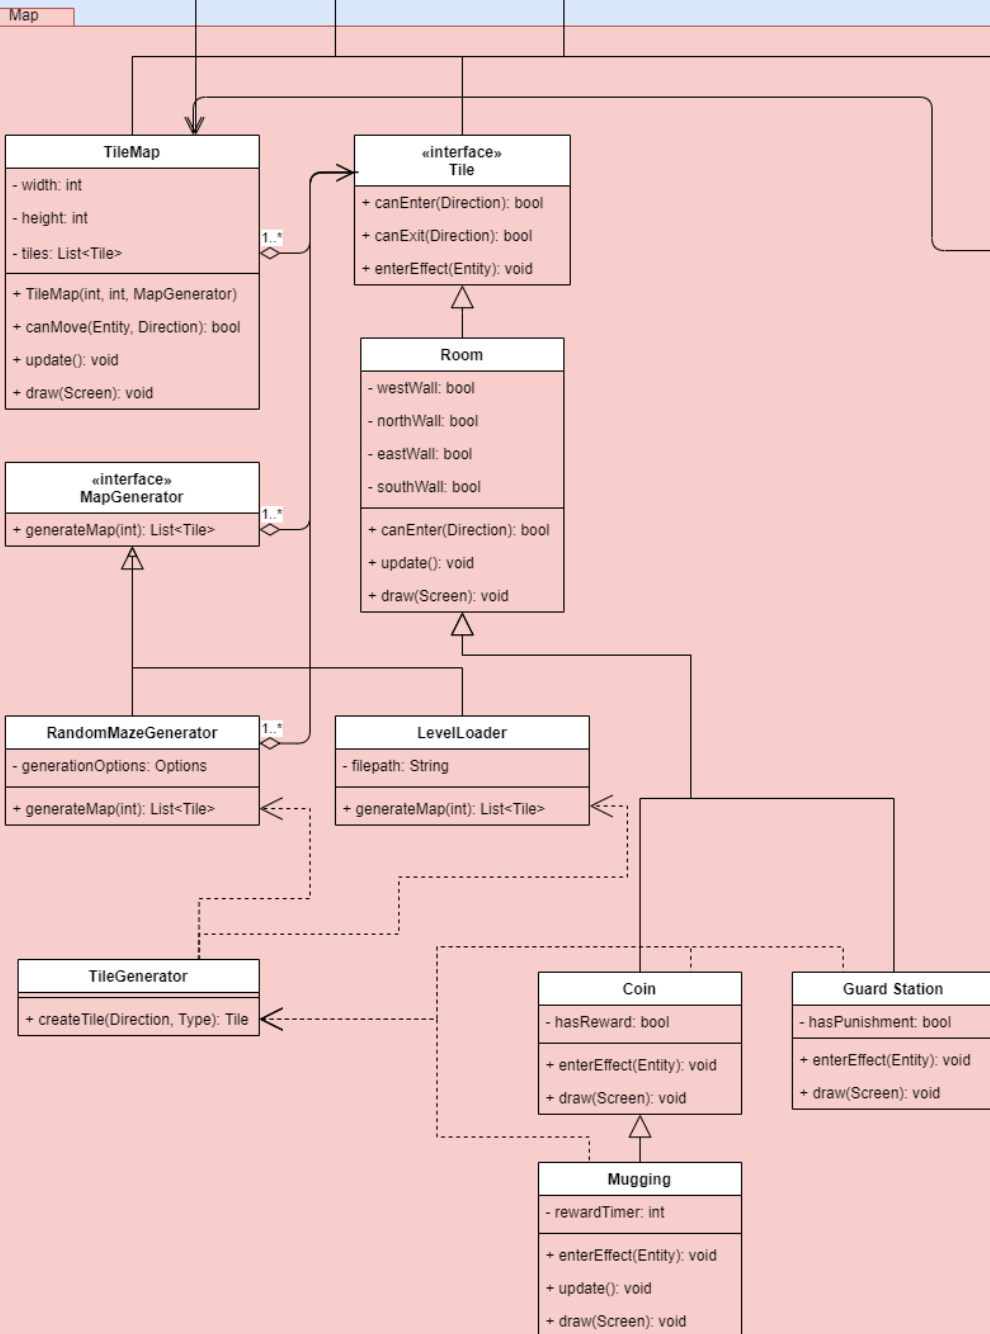 Map
TileMap
- width: int
- height: int
- tiles: List<Tile>
+ TileMap(int, int, MapGenerator)
+ canMove(Entity, Direction): bool
+ update(): void
+ draw(Screen): void
1..*
«interface»
Tile
+ canEnter(Direction): bool
+ canExit(Direction): bool
+ enterEffect(Entity): void
Room
- westWall: bool
- northWall: bool
- eastWall: bool
- southWall: bool
+ canEnter(Direction): bool
+ update(): void
+ draw(Screen): void
«interface»
MapGenerator
+ generateMap(int): List<Tile>
1..*
RandomMazeGenerator
- generationOptions: Options
+ generateMap(int): List<Tile>
1..*
LevelLoader
- filepath: String
+ generateMap(int): List<Tile>
TileGenerator
+ createTile(Direction, Type): Tile
Coin
- hasReward: bool
+ enterEffect(Entity): void
+ draw(Screen): void
Guard Station
- hasPunishment: bool
+ enterEffect(Entity): void
+ draw(Screen): void
Mugging
- rewardTimer: int
+ enterEffect(Entity): void
+ update(): void
+ draw(Screen): void